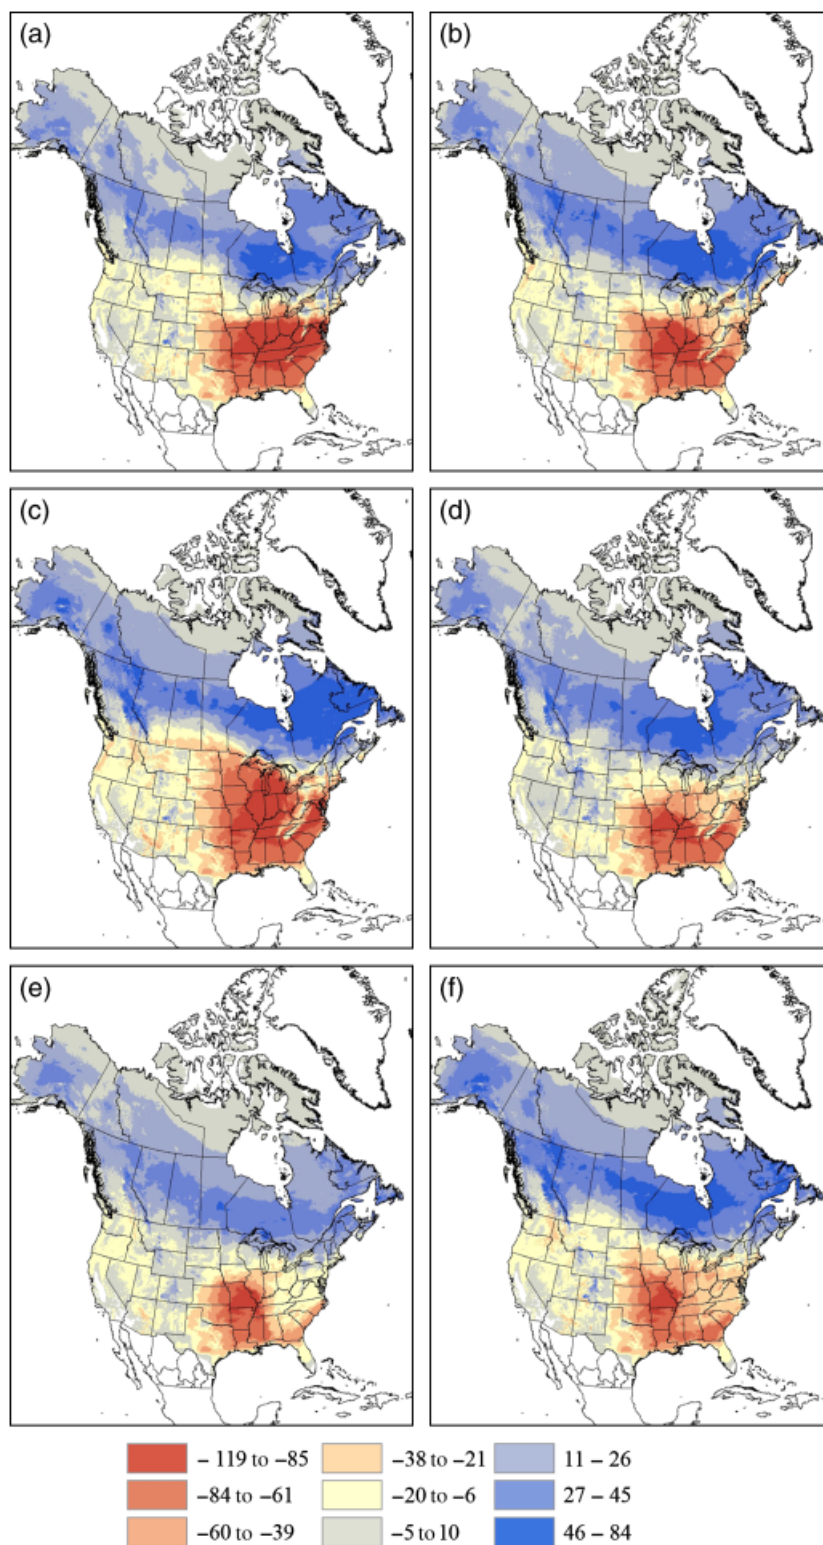 (a) (b)
(c) (d)
(e) (f)
– 119 to –85 –38 to –21 11 – 26
–84 to –61 –20 to –6 27 – 45
–60 to –39 –5 to 10 46 – 84